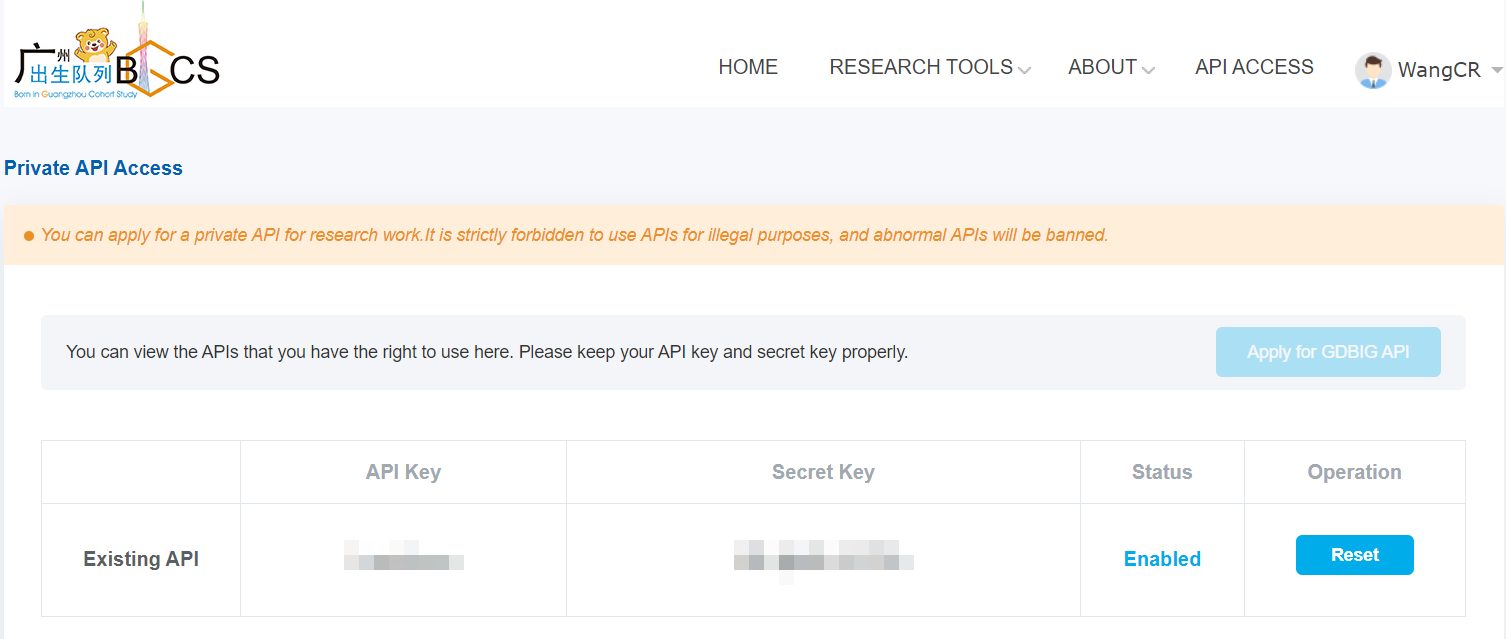 广州
出生队列 BIGCS
Born in Guangzhou Cohort Study
HOME RESEARCH TOOLS ABOUT API ACCESS WangCR
Private API Access
You can apply for a private API for research work.It is strictly forbidden to use APIs for illegal purposes, and abnormal APIs will be banned.
You can view the APIs that you have the right to use here. Please keep your API key and secret key properly. Apply for GDBIG API
API Key Secret Key Status Operation
Existing API Enabled Reset